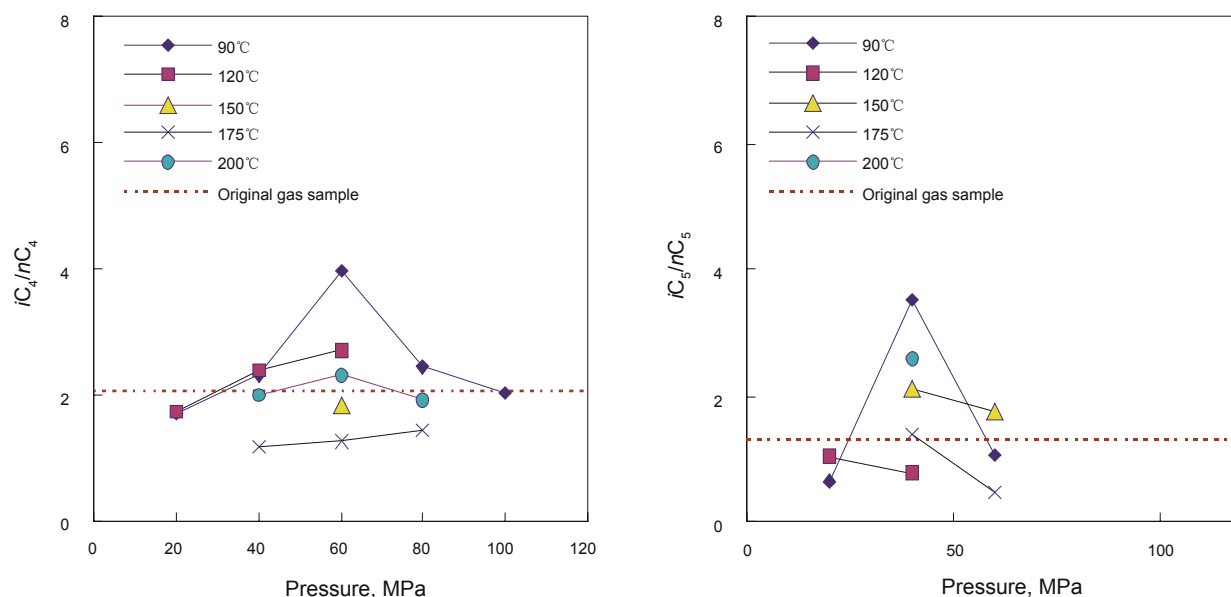 8
6
4
2
0
iC₄/nC₄
90℃
120℃
150℃
175℃
200℃
Original gas sample
0 20 40 60 80 100 120
Pressure, MPa
8
6
4
2
0
iC₅/nC₅
90℃
120℃
150℃
175℃
200℃
Original gas sample
0 50 100
Pressure, MPa